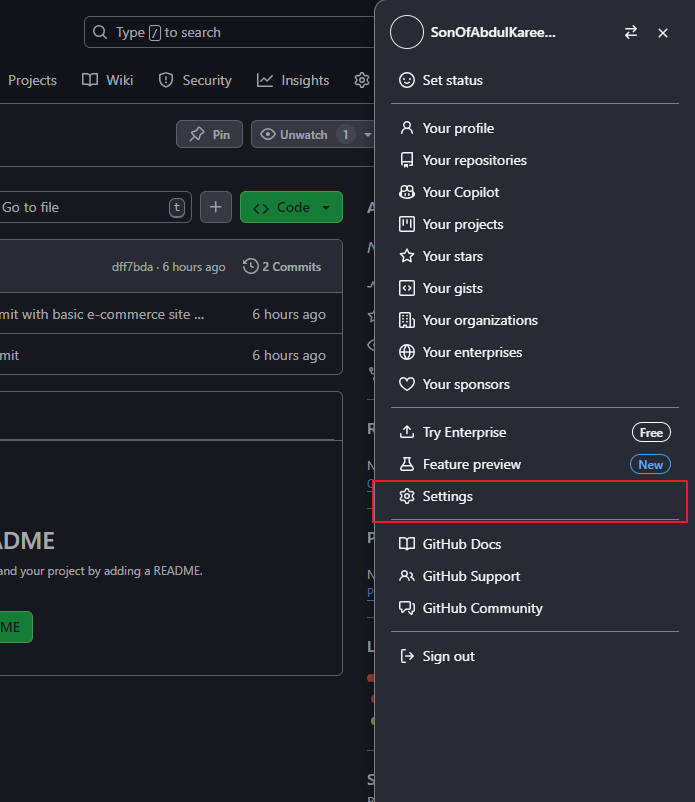 Type / to search
SonOfAbdulKaree...
Projects
Wiki
Security
Insights
Set status
Pin
Unwatch 1
Your profile
Your repositories
Your Copilot
Your projects
Your stars
Your gists
Your organizations
Your enterprises
Your sponsors
Go to file t
Code
dff7bda · 6 hours ago
2 Commits
mit with basic e-commerce site ...
6 hours ago
mit
6 hours ago
Try Enterprise Free
Feature preview New
Settings
GitHub Docs
GitHub Support
GitHub Community
Sign out
ADME
and your project by adding a README.
ME